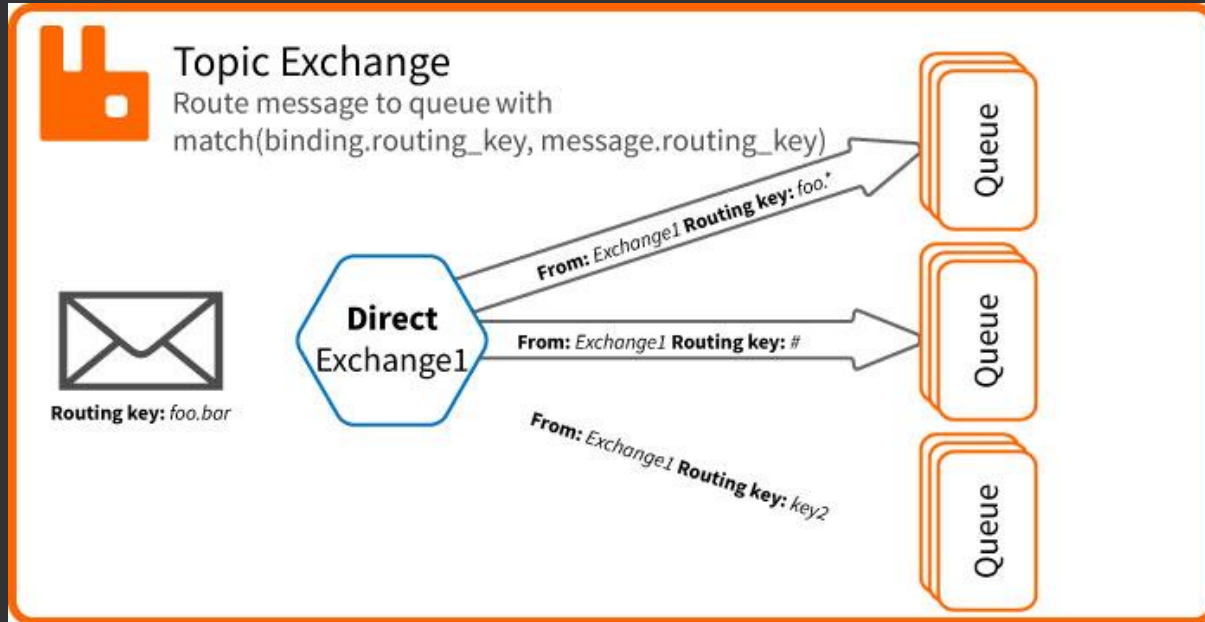 Topic Exchange
Route message to queue with
match(binding.routing_key, message.routing_key)
Queue
From: Exchange1 Routing key: foo.*
Direct
Exchange1
From: Exchange1 Routing key: #
Queue
Routing key: foo.bar
From: Exchange1 Routing key: key2
Queue